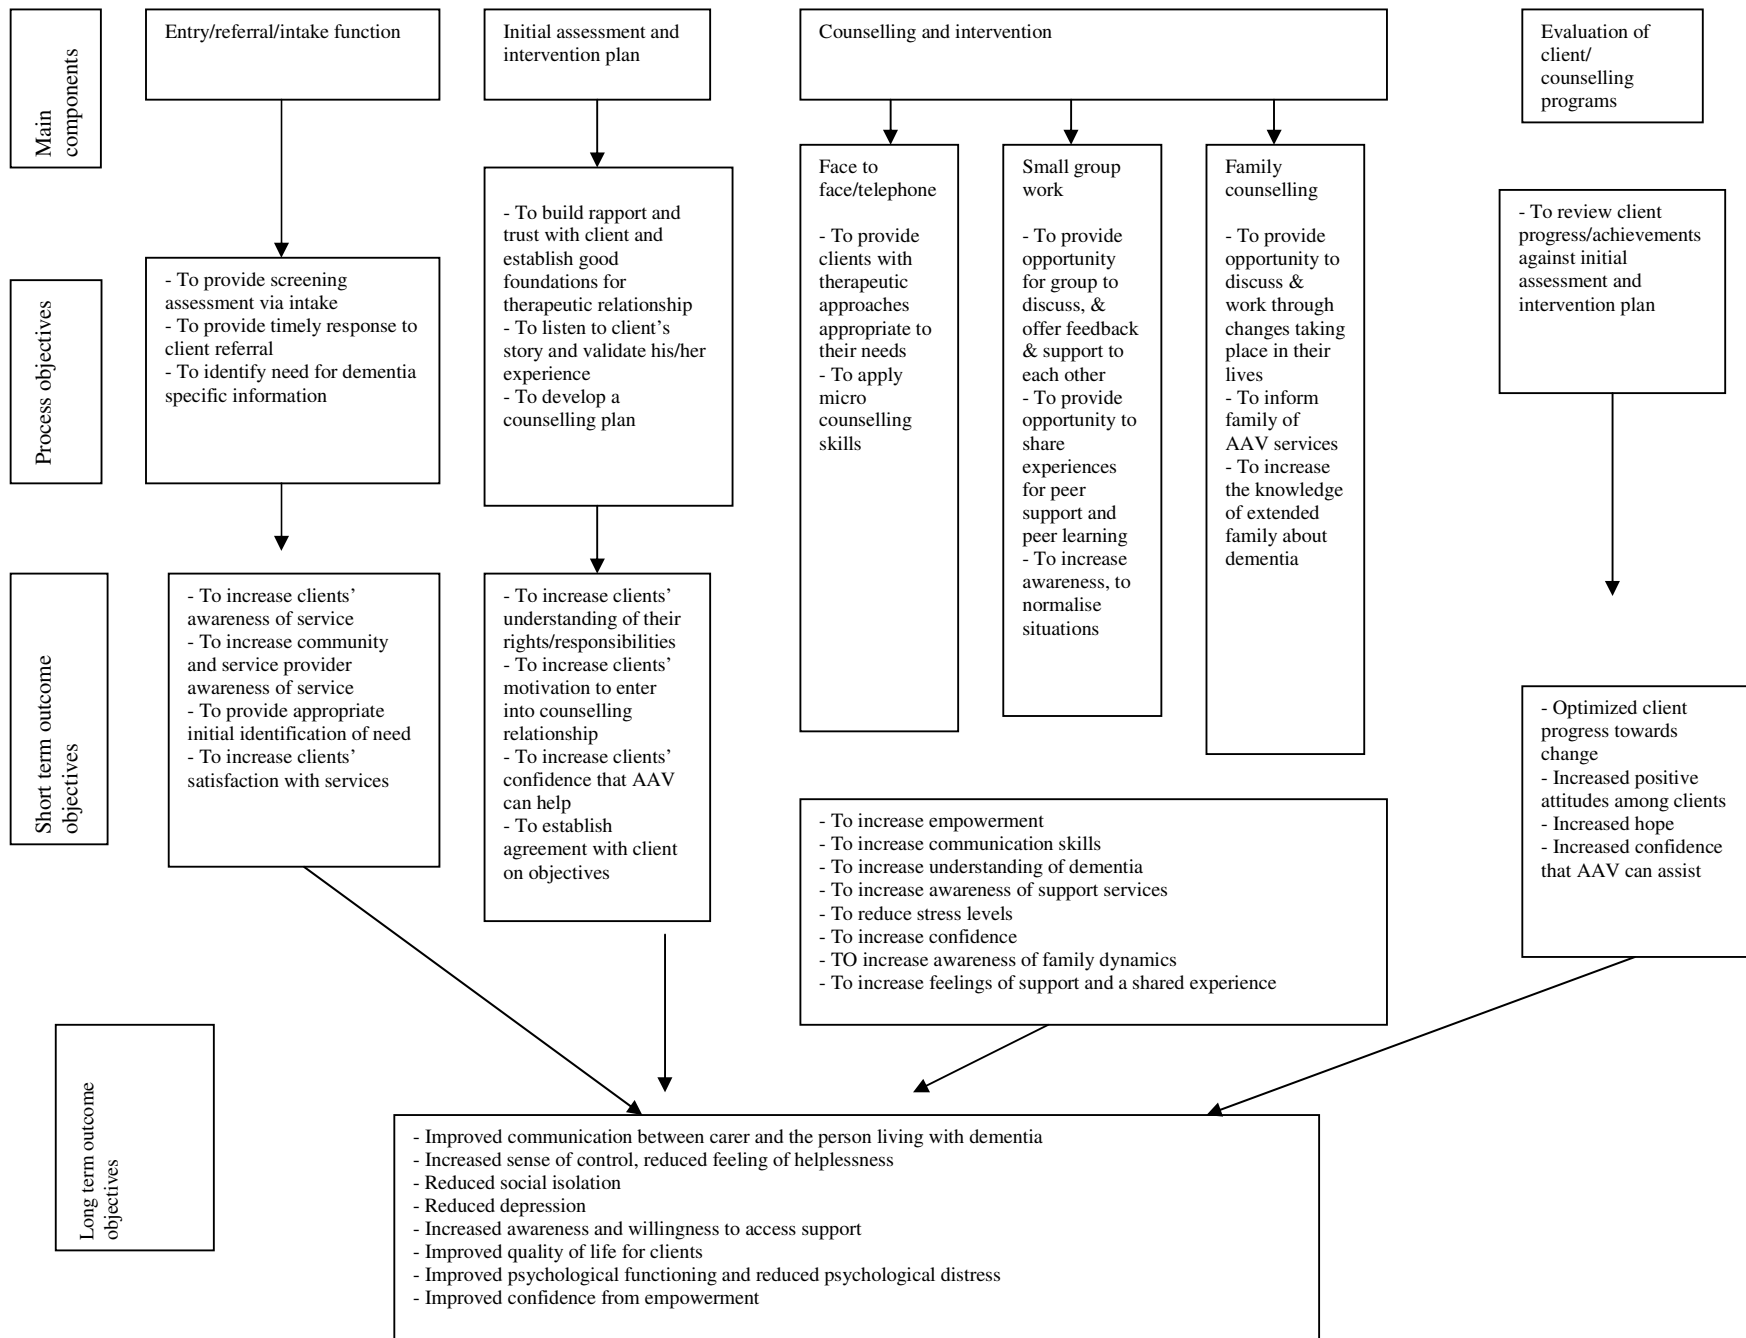 Main
components
Entry/referral/intake function
Initial assessment and
intervention plan
Counselling and intervention
Evaluation of
client/
counselling
programs
Process objectives
- To provide screening
assessment via intake
- To provide timely response to
client referral
- To identify need for dementia
specific information
- To build rapport and
trust with client and
establish good
foundations for
therapeutic relationship
- To listen to client's
story and validate his/her
experience
- To develop a
counselling plan
Face to
face/telephone
- To provide
clients with
therapeutic
approaches
appropriate to
their needs
- To apply
micro
counselling
skills
Small group
work
- To provide
opportunity
for group to
discuss, &
offer feedback
& support to
each other
- To provide
opportunity to
share
experiences
for peer
support and
peer learning
- To increase
awareness, to
normalise
situations
Family
counselling
- To provide
opportunity to
discuss &
work through
changes taking
place in their
lives
- To inform
family of
AAV services
- To increase
the knowledge
of extended
family about
dementia
- To review client
progress/achievements
against initial
assessment and
intervention plan
Short term outcome
objectives
- To increase clients'
awareness of service
- To increase community
and service provider
awareness of service
- To provide appropriate
initial identification of need
- To increase clients'
satisfaction with services
- To increase clients'
understanding of their
rights/responsibilities
- To increase clients'
motivation to enter
into counselling
relationship
- To increase clients'
confidence that AAV
can help
- To establish
agreement with client
on objectives
- To increase empowerment
- To increase communication skills
- To increase understanding of dementia
- To increase awareness of support services
- To reduce stress levels
- To increase confidence
- TO increase awareness of family dynamics
- To increase feelings of support and a shared experience
- Optimized client
progress towards
change
- Increased positive
attitudes among clients
- Increased hope
- Increased confidence
that AAV can assist
Long term outcome
objectives
- Improved communication between carer and the person living with dementia
- Increased sense of control, reduced feeling of helplessness
- Reduced social isolation
- Reduced depression
- Increased awareness and willingness to access support
- Improved quality of life for clients
- Improved psychological functioning and reduced psychological distress
- Improved confidence from empowerment